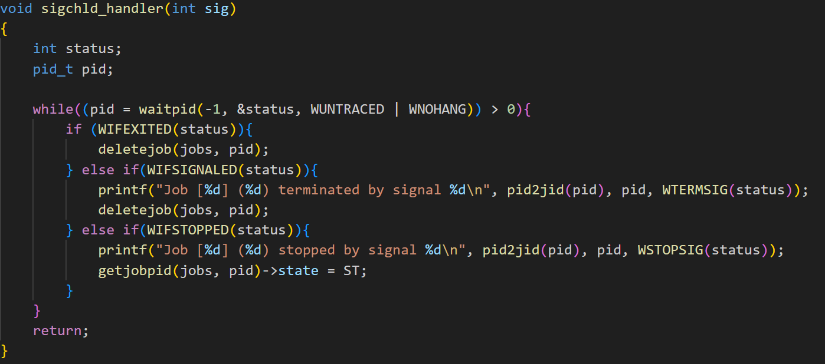 void sigchld_handler(int sig)
{
    int status;
    pid_t pid;

    while((pid = waitpid(-1, &status, WUNTRACED | WNOHANG)) > 0){
        if (WIFEXITED(status)){
            deletejob(jobs, pid);
        } else if(WIFSIGNALED(status)){
            printf("Job [%d] (%d) terminated by signal %d\n", pid2jid(pid), pid, WTERMSIG(status));
            deletejob(jobs, pid);
        } else if(WIFSTOPPED(status)){
            printf("Job [%d] (%d) stopped by signal %d\n", pid2jid(pid), pid, WSTOPSIG(status));
            getjobpid(jobs, pid)->state = ST;
        }
    }
    return;
}